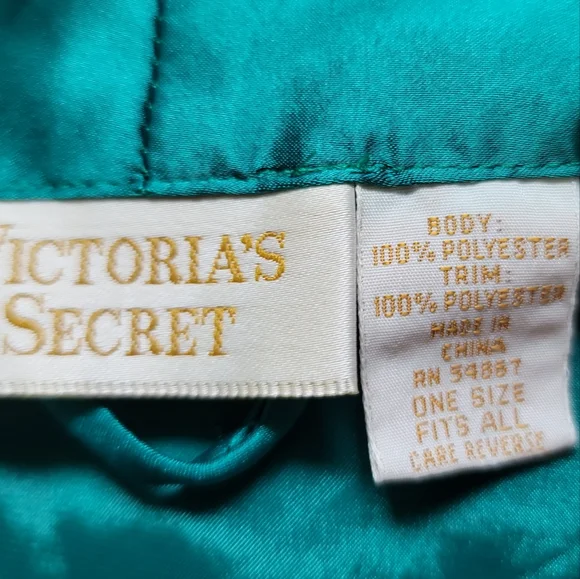 VICTORIA'S
SECRET
BODY:
100% POLYESTER
TRIM:
100% POLYESTER
MADE IN
CHINA
RN 54867
ONE SIZE
FITS ALL
CARE REVERSE